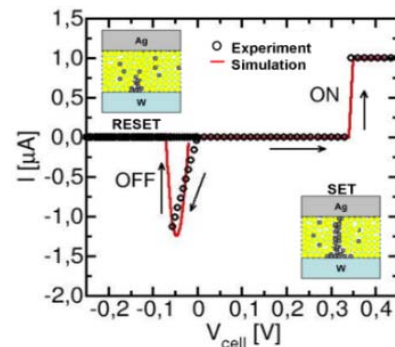 1,5
1,0
0,5
0,0
-0,5
-1,0
-1,5
-2,0
I [µA]
Ag
W
RESET
Experiment
Simulation
ON
OFF
SET
Ag
W
-0,2 -0,1 0 0,1 0,2 0,3 0,4
Vcell [V]